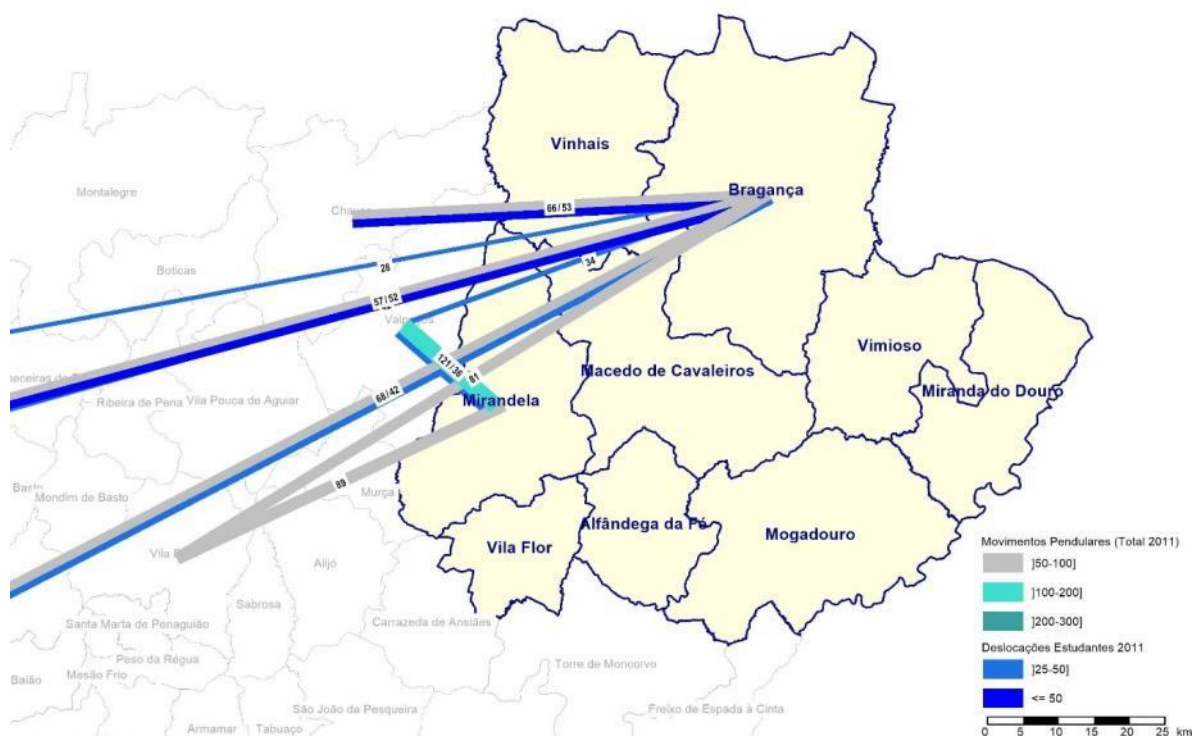 Vinhais
Bragança
Montalegre
66 / 53
Boticas
28
34
57 / 52
121 / 36
81
Macedo de Cavaleiros
Vimioso
Miranda do Douro
Mirandela
68 / 42
Ribeira de Pena
Vila Pouca de Aguiar
Mondim de Basto
89
Murça
Vila Flor
Alfândega da Fé
Mogadouro
Alijó
Sabrosa
Santa Marta de Penaguião
Carrazeda de Ansiães
Peso da Régua
Mesão Frio
Baião
Torre de Moncorvo
São João da Pesqueira
Freixo de Espada à Cinta
Armamar
Tabuaço
Movimentos Pendulares (Total 2011)
]50-100]
]100-200]
]200-300]
Deslocações Estudantes 2011
]25-50]
<= 50
0 5 10 15 20 25 km